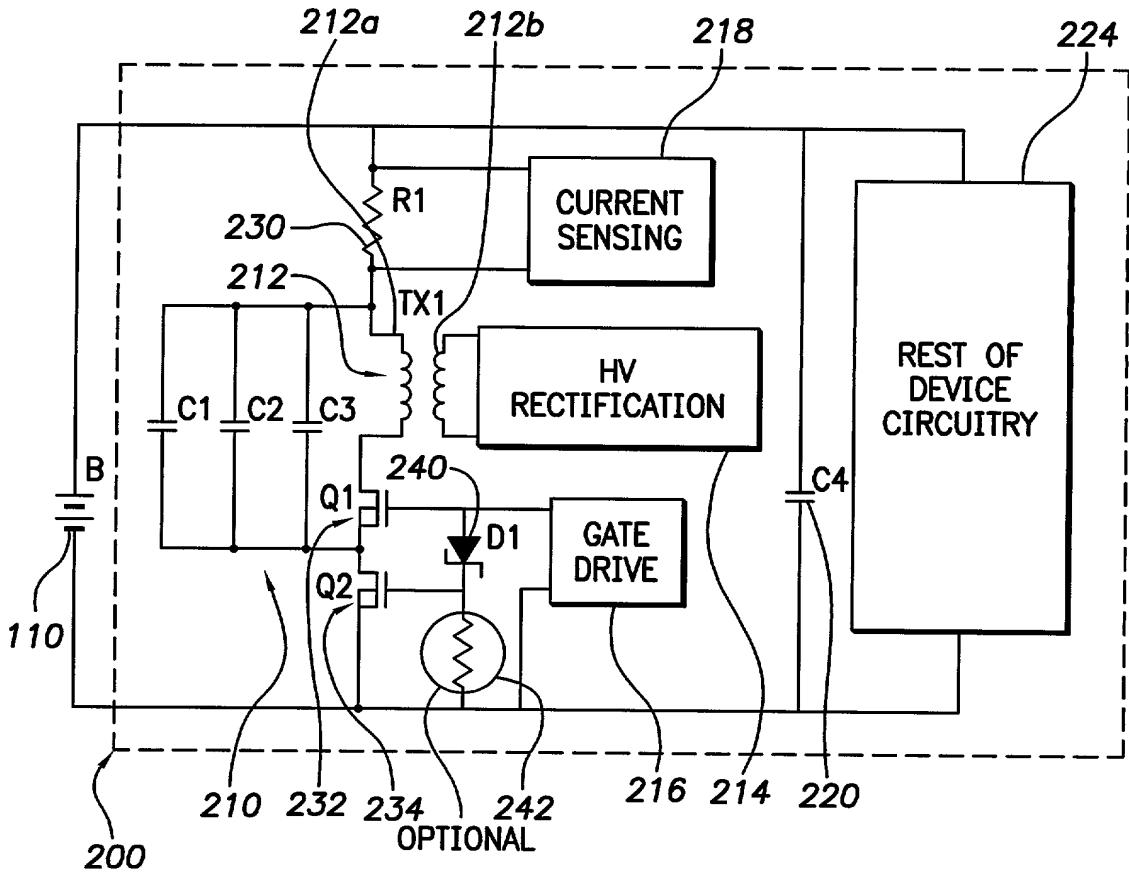 212a
212b
218
224
R1
CURRENT
SENSING
230
212
TX1
HV
RECTIFICATION
REST OF
DEVICE
CIRCUITRY
C1
C2
C3
B
240
C4
Q1
D1
GATE
DRIVE
Q2
110
210
232
234
242
216
214
220
OPTIONAL
200